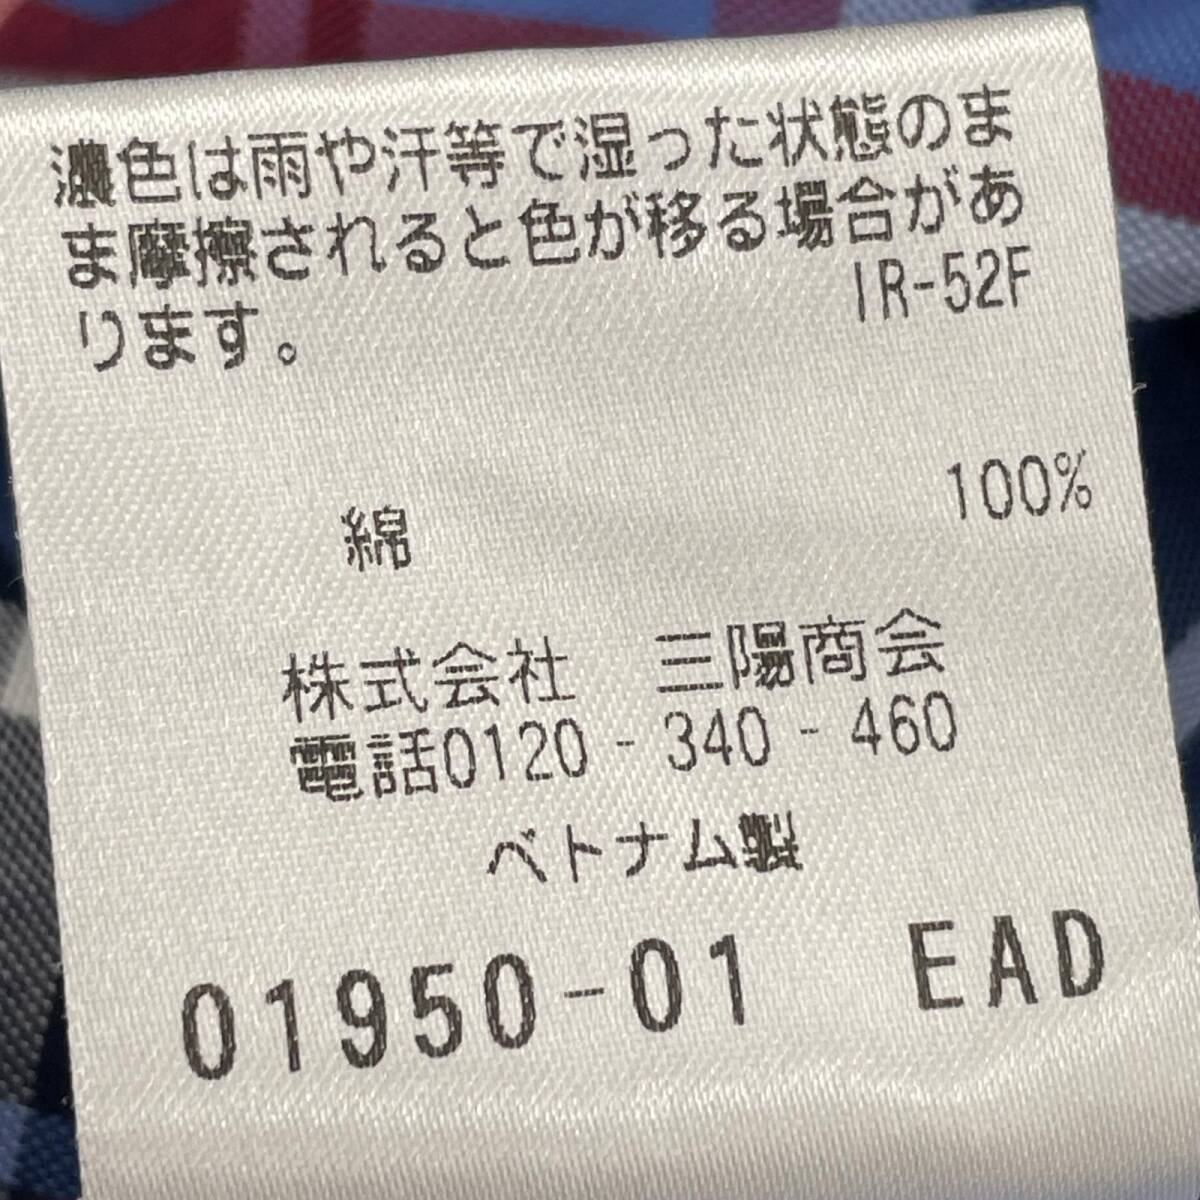 濃色は雨や汗等で湿った状態のま
ま摩擦されると色が移る場合があ
ります。 IR-52F
綿 100%
株式会社 三陽商会
電話0120-340-460
ベトナム製
01950-01 EAD